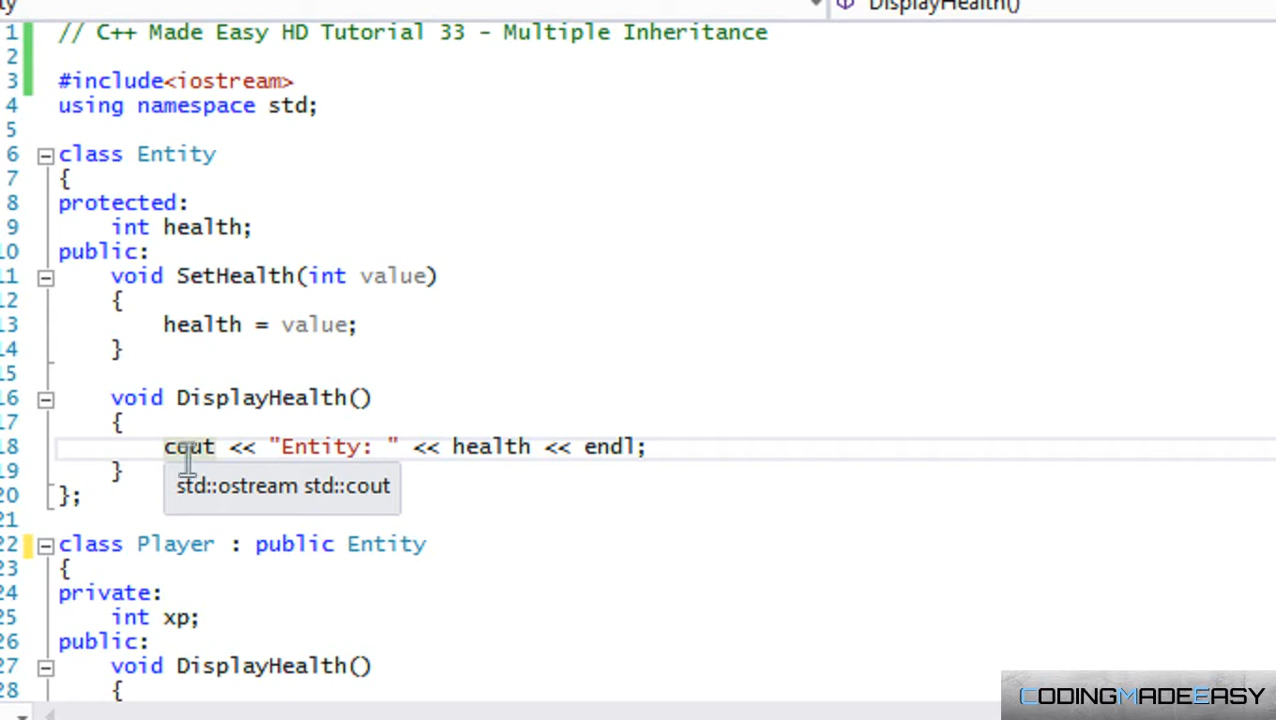 ty DisplayHealth()
1 // C++ Made Easy HD Tutorial 33 - Multiple Inheritance
2
3 #include<iostream>
4 using namespace std;
5
6 class Entity
7 {
8 protected:
9 int health;
10 public:
11 void SetHealth(int value)
12 {
13 health = value;
14 }
15
16 void DisplayHealth()
17 {
18 cout << "Entity: " << health << endl;
19 }
std::ostream std::cout
20 };
21
22 class Player : public Entity
23 {
24 private:
25 int xp;
26 public:
27 void DisplayHealth()
28 {
CODINGMADEEASY